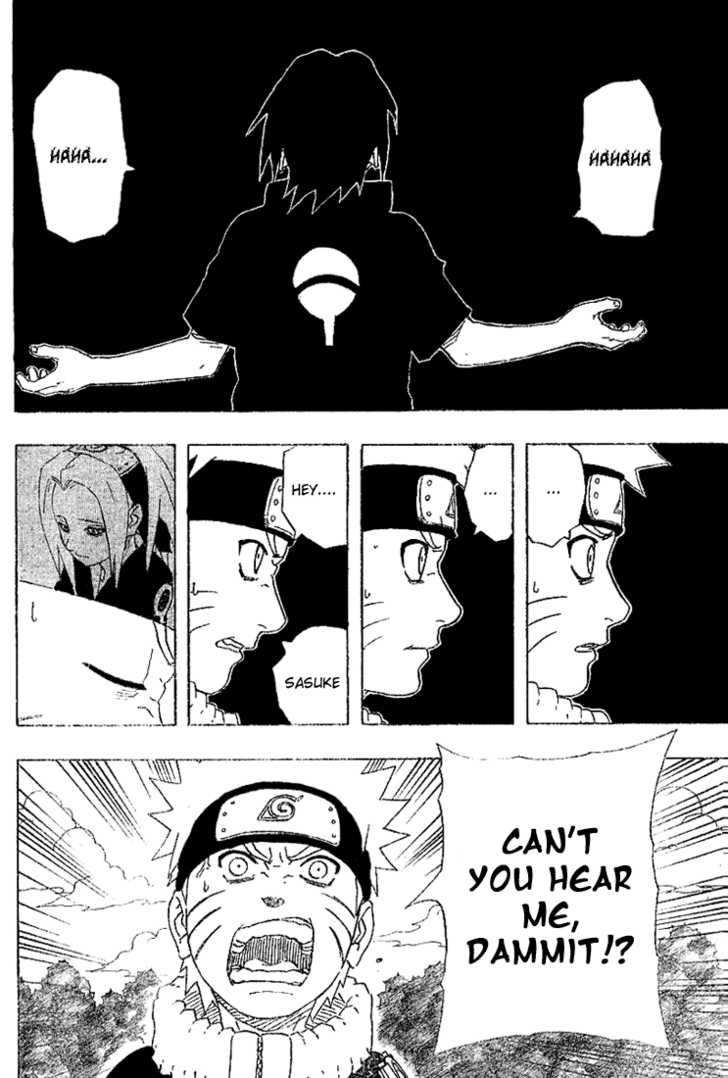 HAHAHA
HAHA...
...
...
HEY....
SASUKE
CAN'T
YOU HEAR
ME,
DAMMIT!?